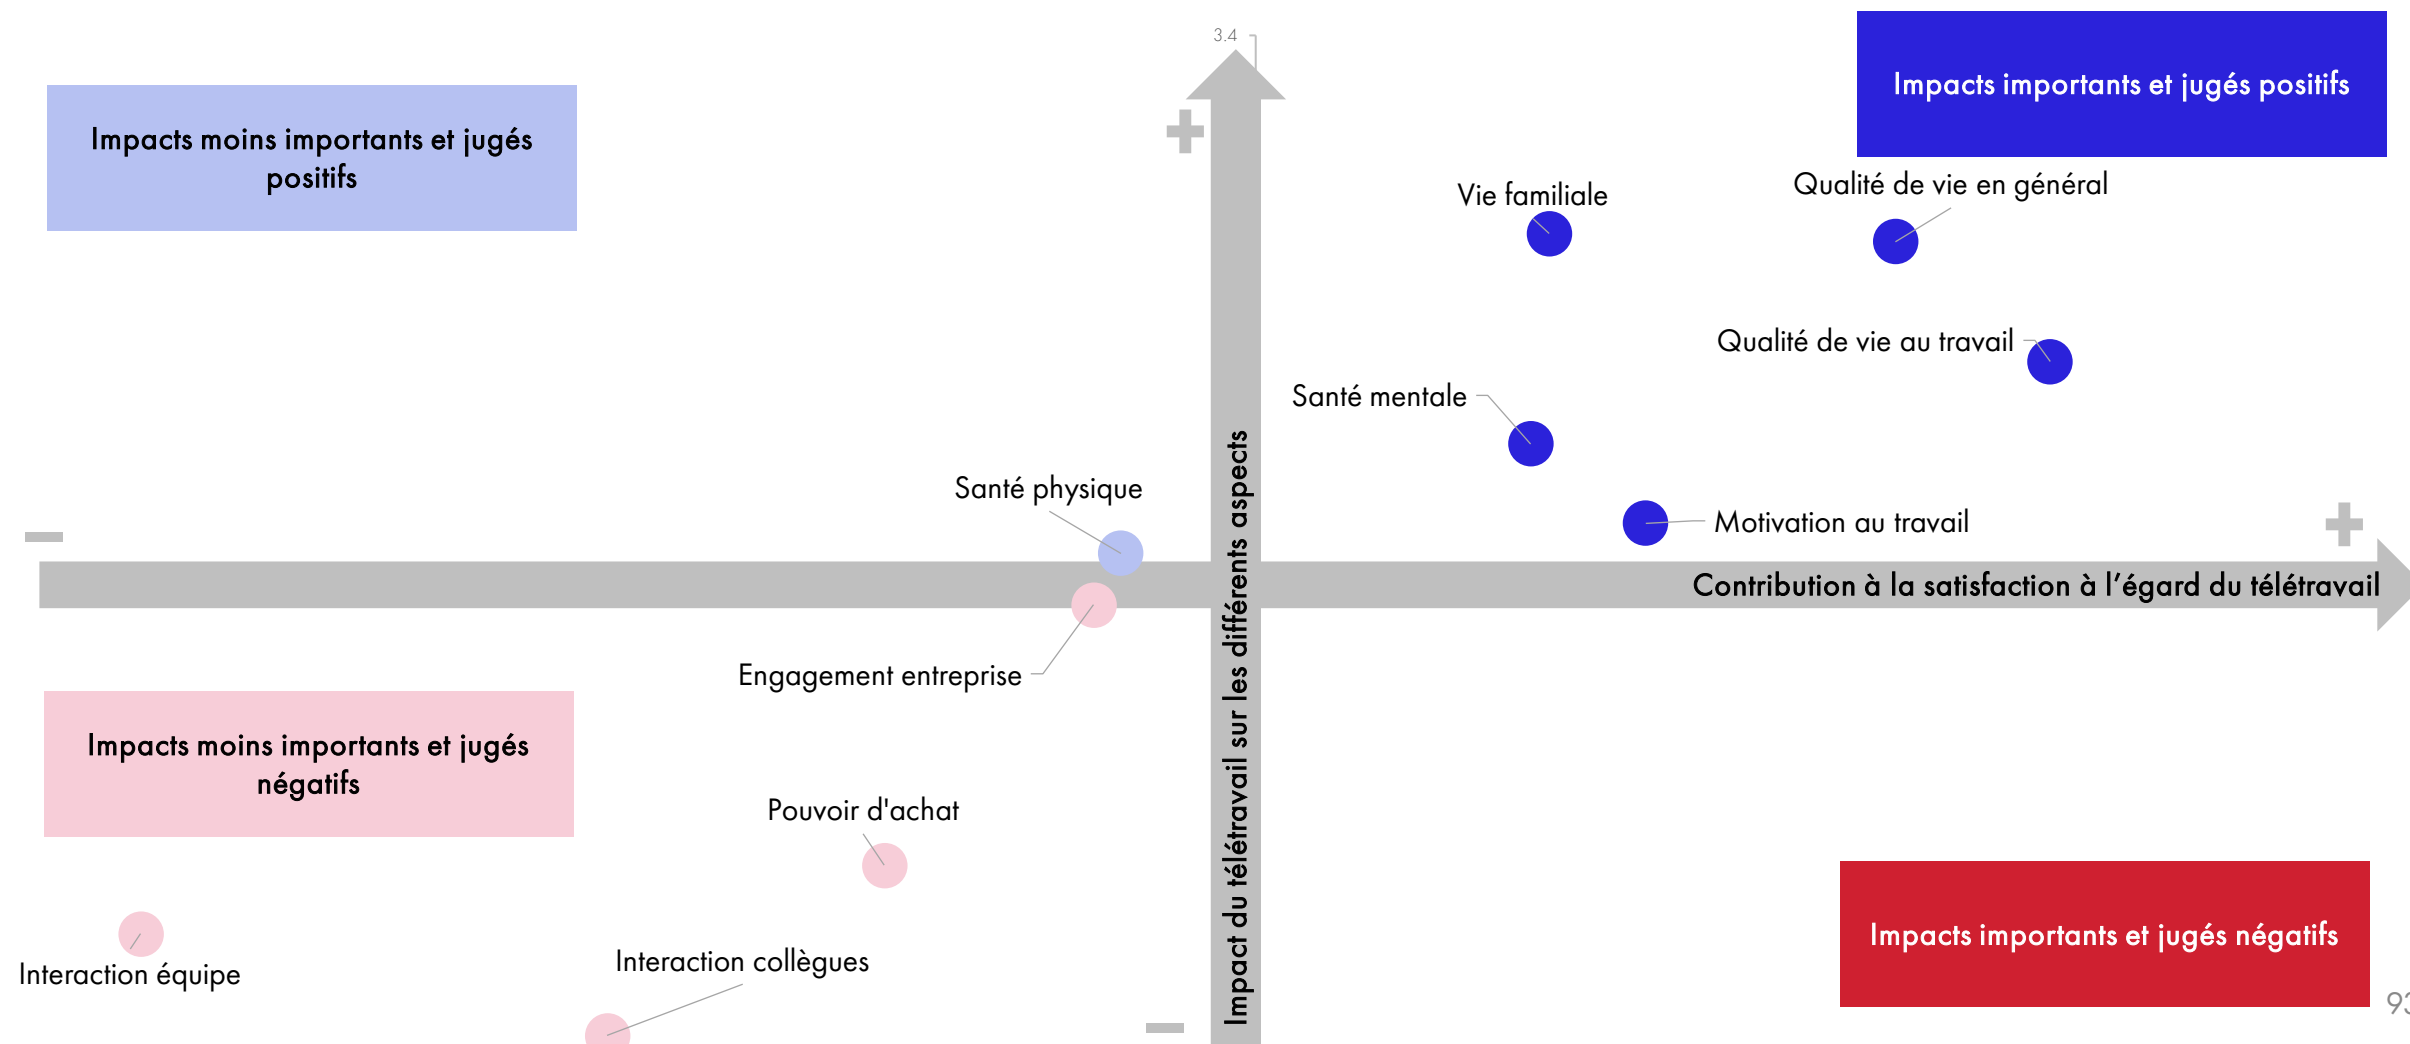 3.4
Impacts importants et jugés positifs
Impacts moins importants et jugés
positifs
Vie familiale
Qualité de vie en général
Qualité de vie au travail
Santé mentale
Santé physique
Motivation au travail
Contribution à la satisfaction à l’égard du télétravail
Impact du télétravail sur les différents aspects
Engagement entreprise
Impacts moins importants et jugés
négatifs
Pouvoir d'achat
Interaction équipe
Interaction collègues
Impacts importants et jugés négatifs
93